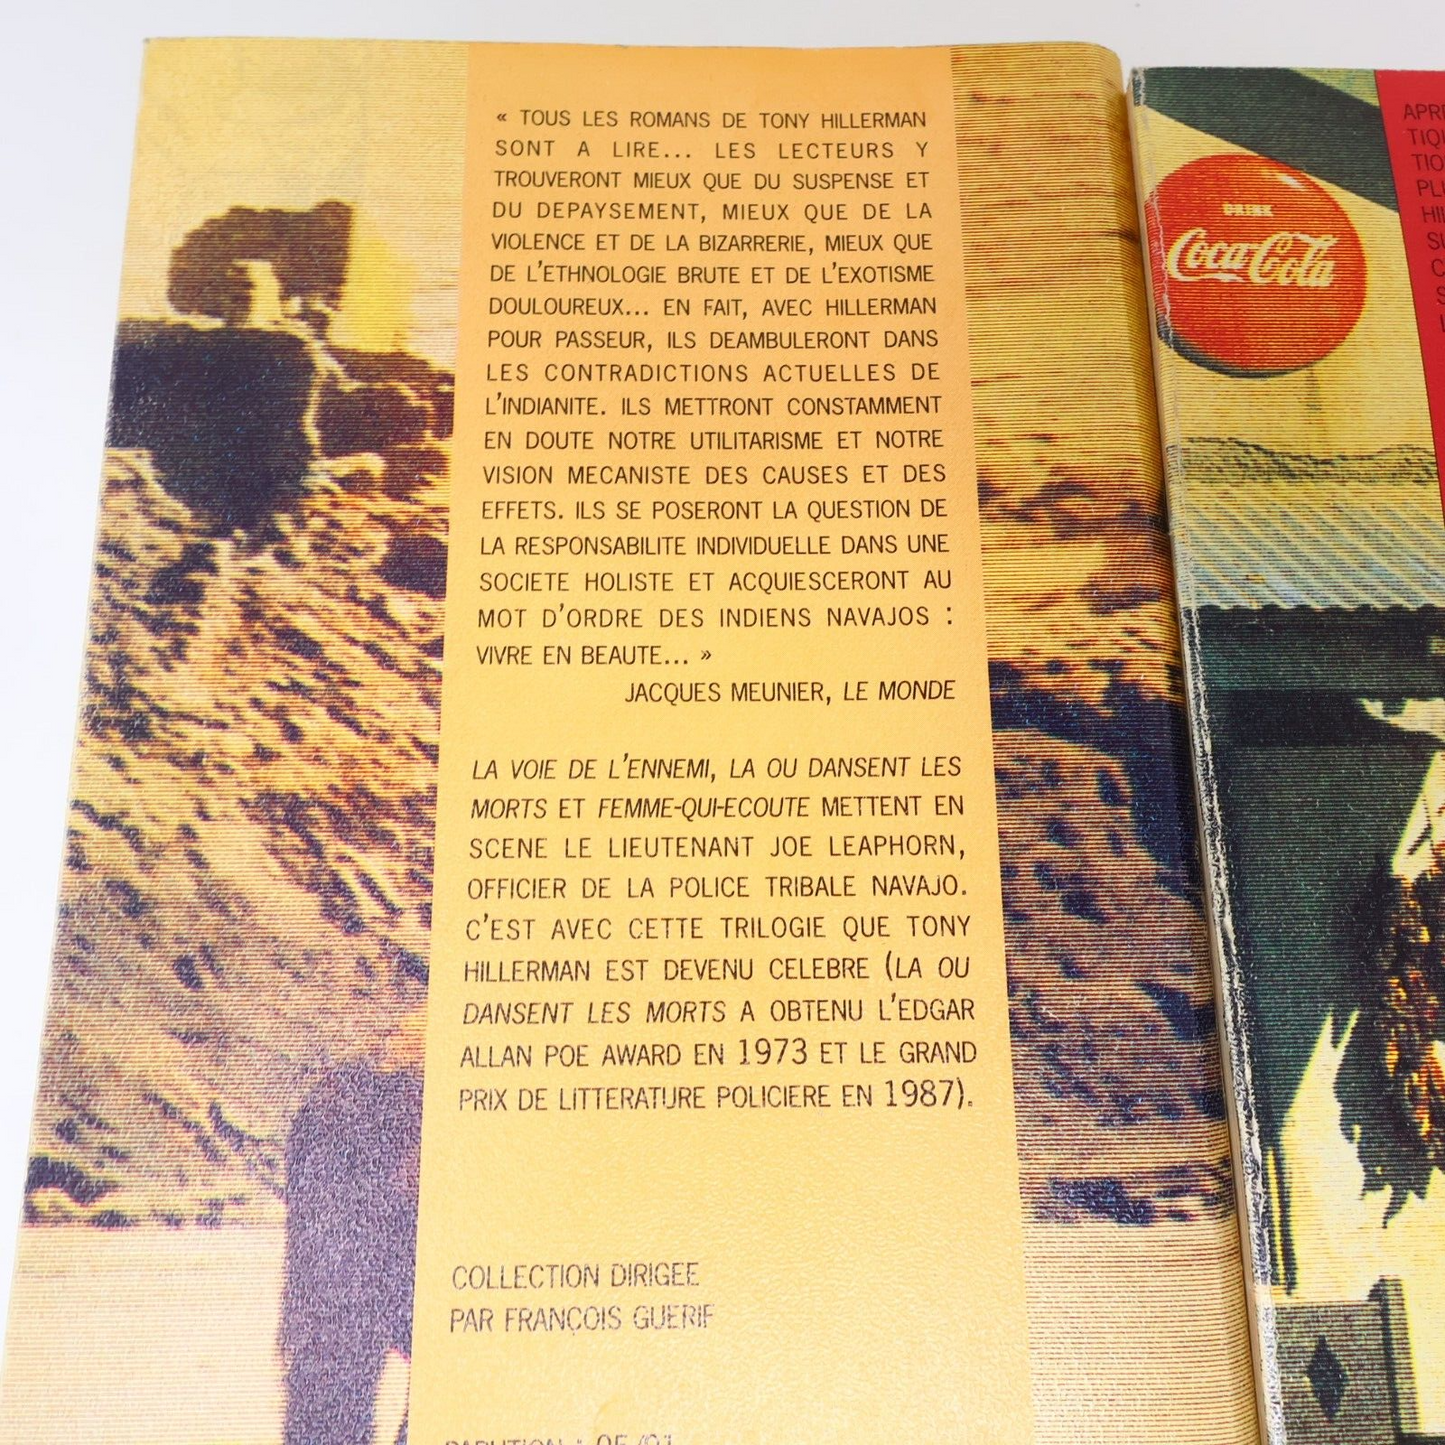 « TOUS LES ROMANS DE TONY HILLERMAN
SONT A LIRE... LES LECTEURS Y
TROUVERONT MIEUX QUE DU SUSPENSE ET
DU DEPAYSEMENT, MIEUX QUE DE LA
VIOLENCE ET DE LA BIZARRERIE, MIEUX QUE
DE L'ETHNOLOGIE BRUTE ET DE L'EXOTISME
DOULOUREUX... EN FAIT, AVEC HILLERMAN
POUR PASSEUR, ILS DEAMBULERONT DANS
LES CONTRADICTIONS ACTUELLES DE
L'INDIANITE. ILS METTRONT CONSTAMMENT
EN DOUTE NOTRE UTILITARISME ET NOTRE
VISION MECANISTE DES CAUSES ET DES
EFFETS. ILS SE POSERONT LA QUESTION DE
LA RESPONSABILITE INDIVIDUELLE DANS UNE
SOCIETE HOLISTE ET ACQUIESCERONT AU
MOT D'ORDRE DES INDIENS NAVAJOS :
VIVRE EN BEAUTE... »
JACQUES MEUNIER, LE MONDE
LA VOIE DE L'ENNEMI, LA OU DANSENT LES
MORTS ET FEMME-QUI-ECOUTE METTENT EN
SCENE LE LIEUTENANT JOE LEAPHORN,
OFFICIER DE LA POLICE TRIBALE NAVAJO.
C'EST AVEC CETTE TRILOGIE QUE TONY
HILLERMAN EST DEVENU CELEBRE (LA OU
DANSENT LES MORTS A OBTENU L'EDGAR
ALLAN POE AWARD EN 1973 ET LE GRAND
PRIX DE LITTERATURE POLICIERE EN 1987).
COLLECTION DIRIGEE
PAR FRANÇOIS GUERIF
PARUTION : 05/91
DRINK
Coca-Cola